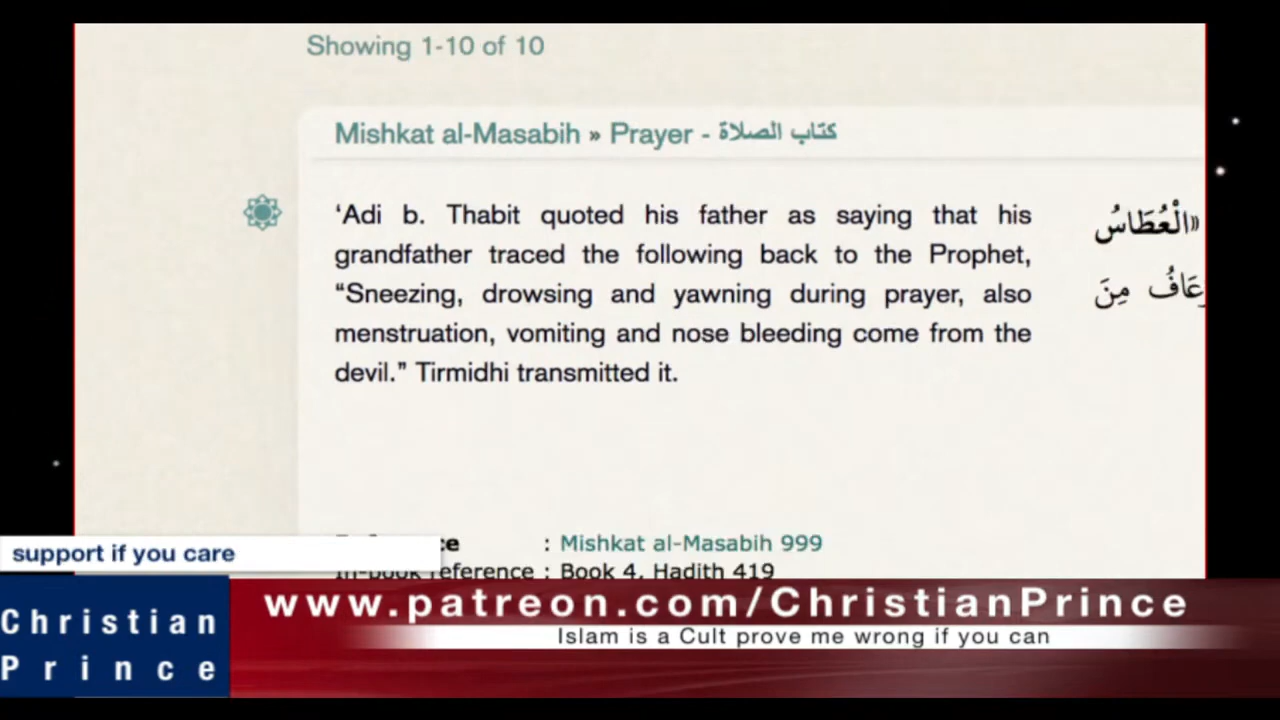 Showing 1-10 of 10
Mishkat al-Masabih » Prayer - كتاب الصلاة
‘Adi b. Thabit quoted his father as saying that his
grandfather traced the following back to the Prophet,
“Sneezing, drowsing and yawning during prayer, also
menstruation, vomiting and nose bleeding come from the
devil.” Tirmidhi transmitted it.
«الْعُطَاسُ
مِنَ
: Mishkat al-Masabih 999
In-book reference : Book 4, Hadith 419
support if you care
Christian
Prince
www.patreon.com/ChristianPrince
Islam is a Cult prove me wrong if you can